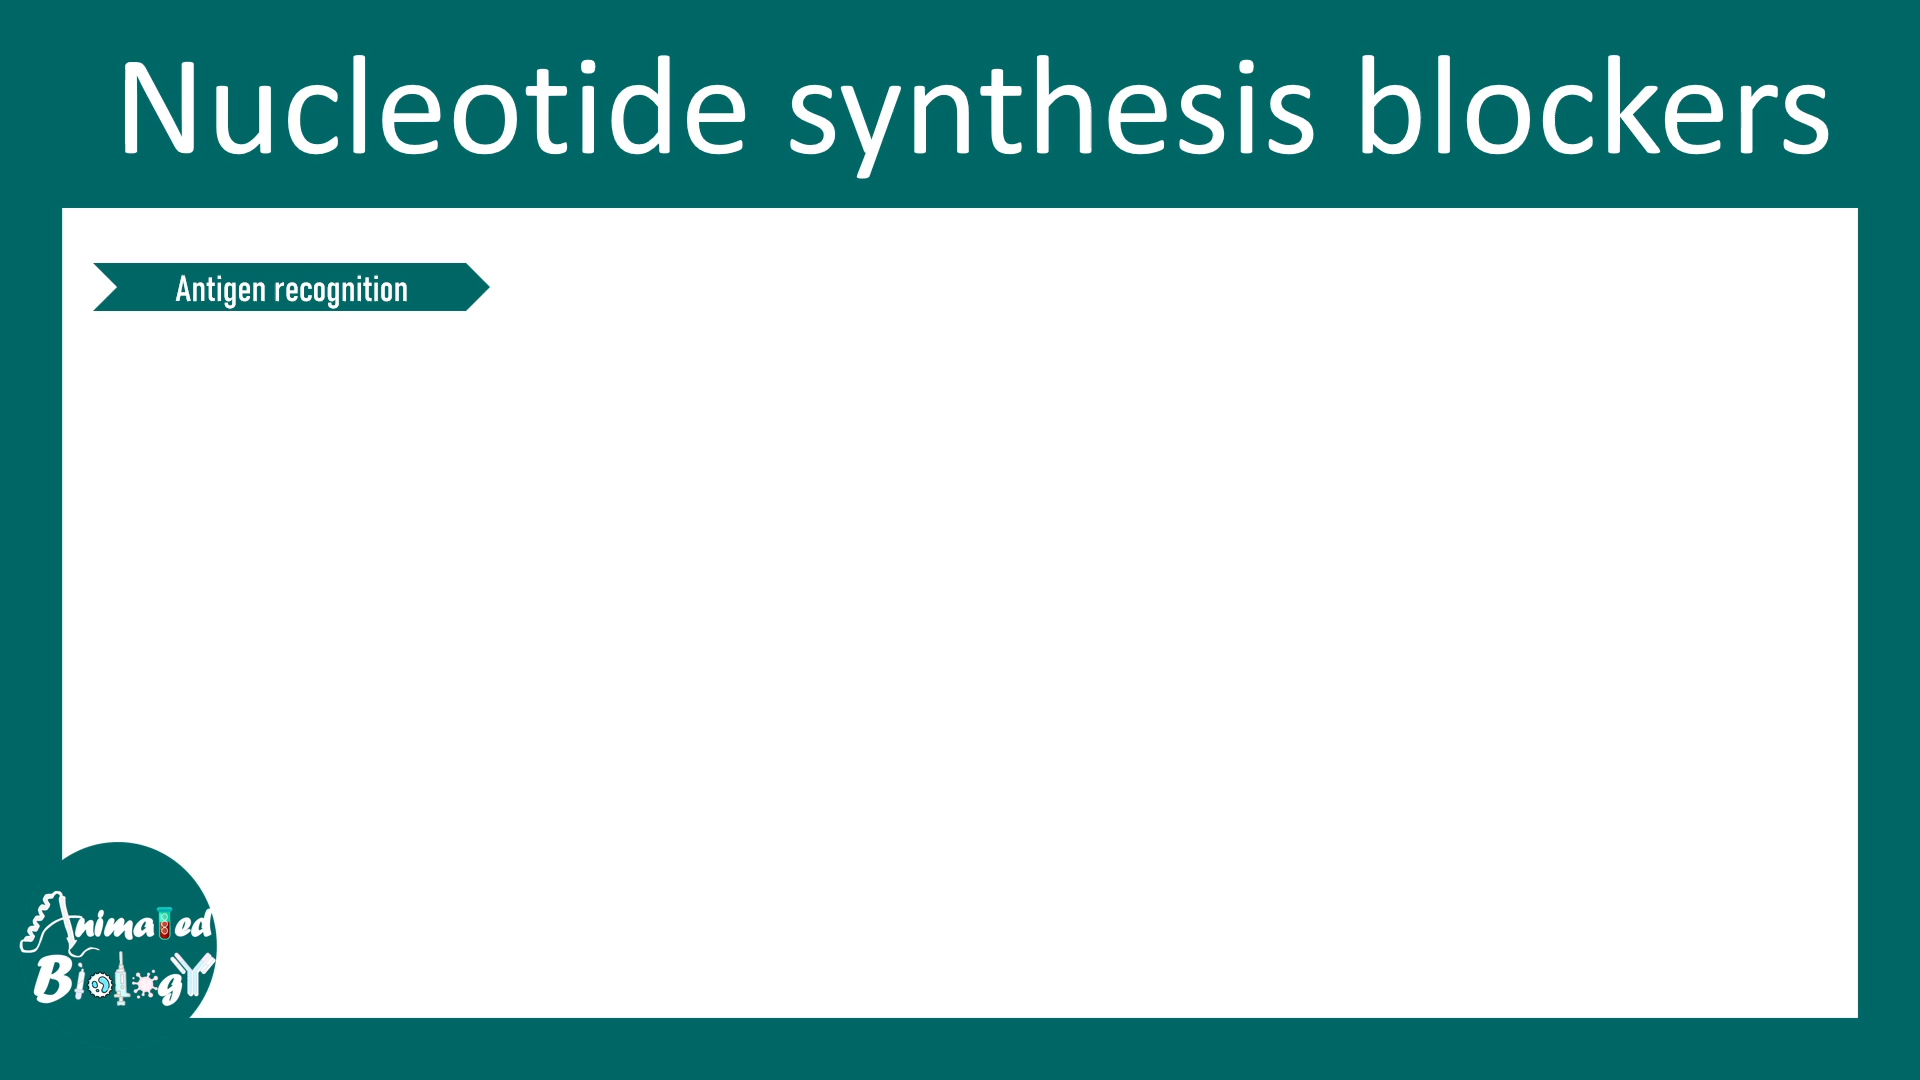 Nucleotide synthesis blockers
Antigen recognition
Animated
Biology